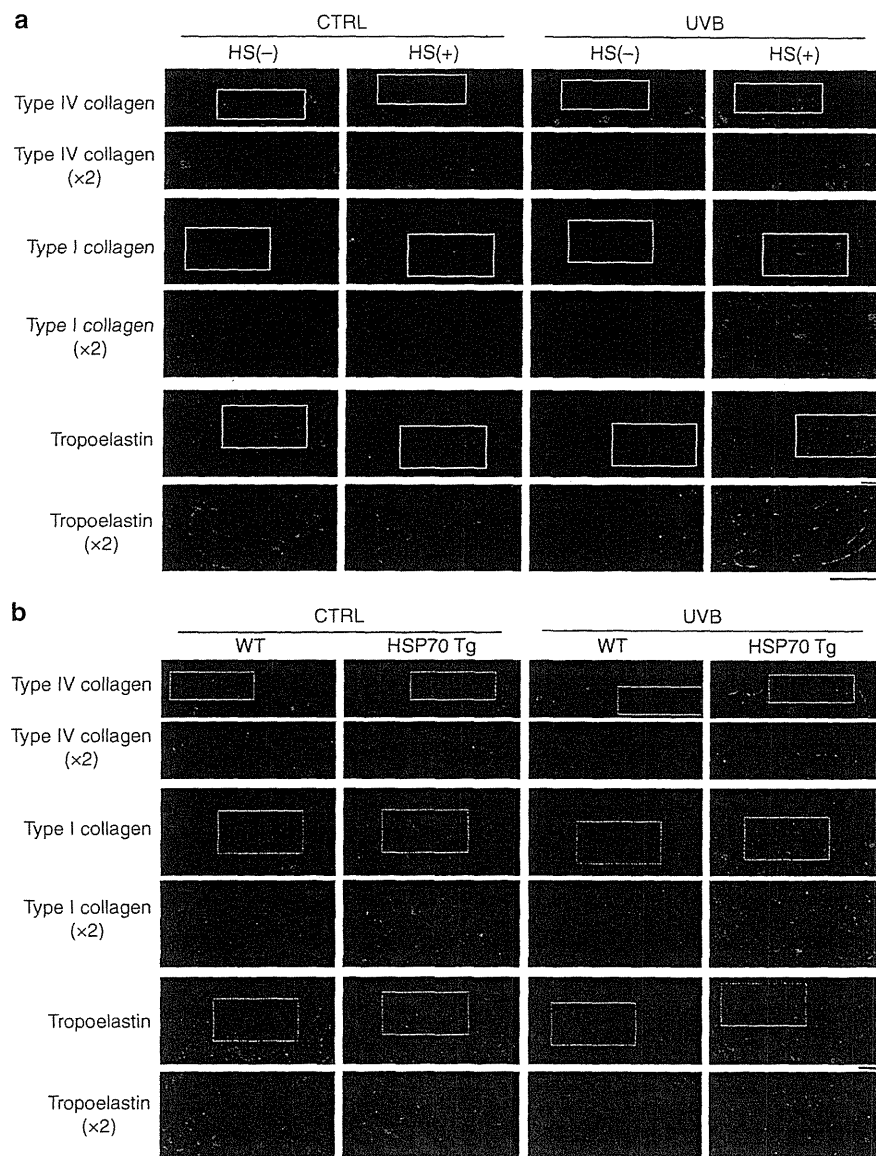 a
CTRL UVB
HS(–) HS(+) HS(–) HS(+)
Type IV collagen
Type IV collagen
(×2)
Type I collagen
Type I collagen
(×2)
Tropoelastin
Tropoelastin
(×2)
b
CTRL UVB
WT HSP70 Tg WT HSP70 Tg
Type IV collagen
Type IV collagen
(×2)
Type I collagen
Type I collagen
(×2)
Tropoelastin
Tropoelastin
(×2)